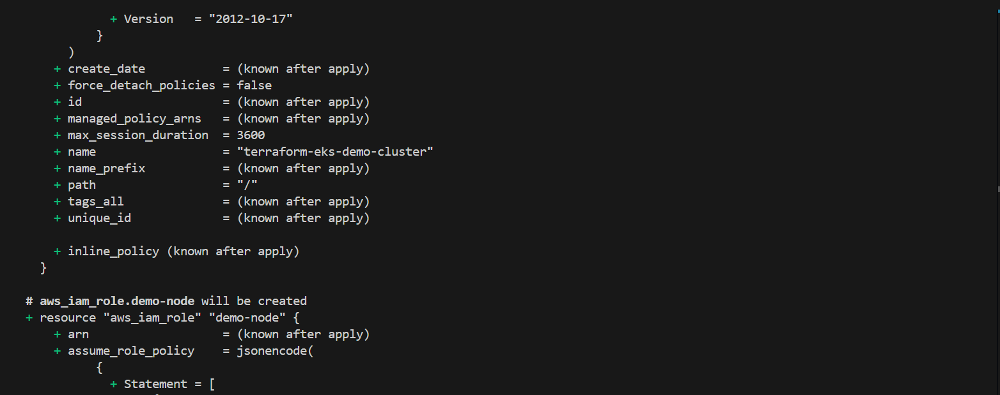 + Version   = "2012-10-17"
}
)
+ create_date           = (known after apply)
+ force_detach_policies = false
+ id                    = (known after apply)
+ managed_policy_arns   = (known after apply)
+ max_session_duration  = 3600
+ name                  = "terraform-eks-demo-cluster"
+ name_prefix           = (known after apply)
+ path                  = "/"
+ tags_all              = (known after apply)
+ unique_id             = (known after apply)
+ inline_policy (known after apply)
}
# aws_iam_role.demo-node will be created
+ resource "aws_iam_role" "demo-node" {
+ arn                   = (known after apply)
+ assume_role_policy    = jsonencode(
{
+ Statement = [